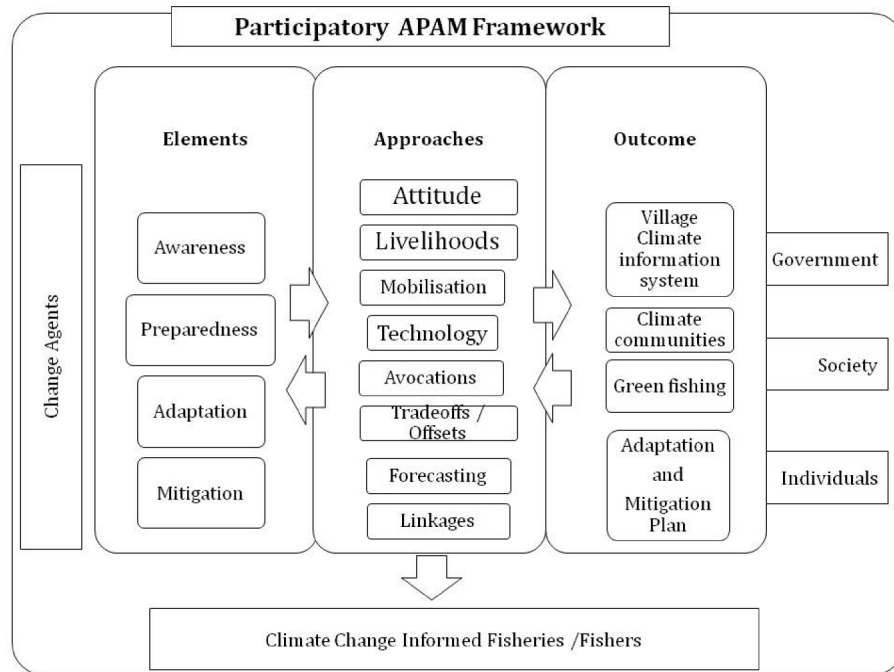 Participatory APAM Framework
Change Agents
Elements
Awareness
Preparedness
Adaptation
Mitigation
Approaches
Attitude
Livelihoods
Mobilisation
Technology
Avocations
Tradeoffs /
Offsets
Forecasting
Linkages
Outcome
Village
Climate
information
system
Climate
communities
Green fishing
Adaptation
and
Mitigation
Plan
Government
Society
Individuals
Climate Change Informed Fisheries /Fishers